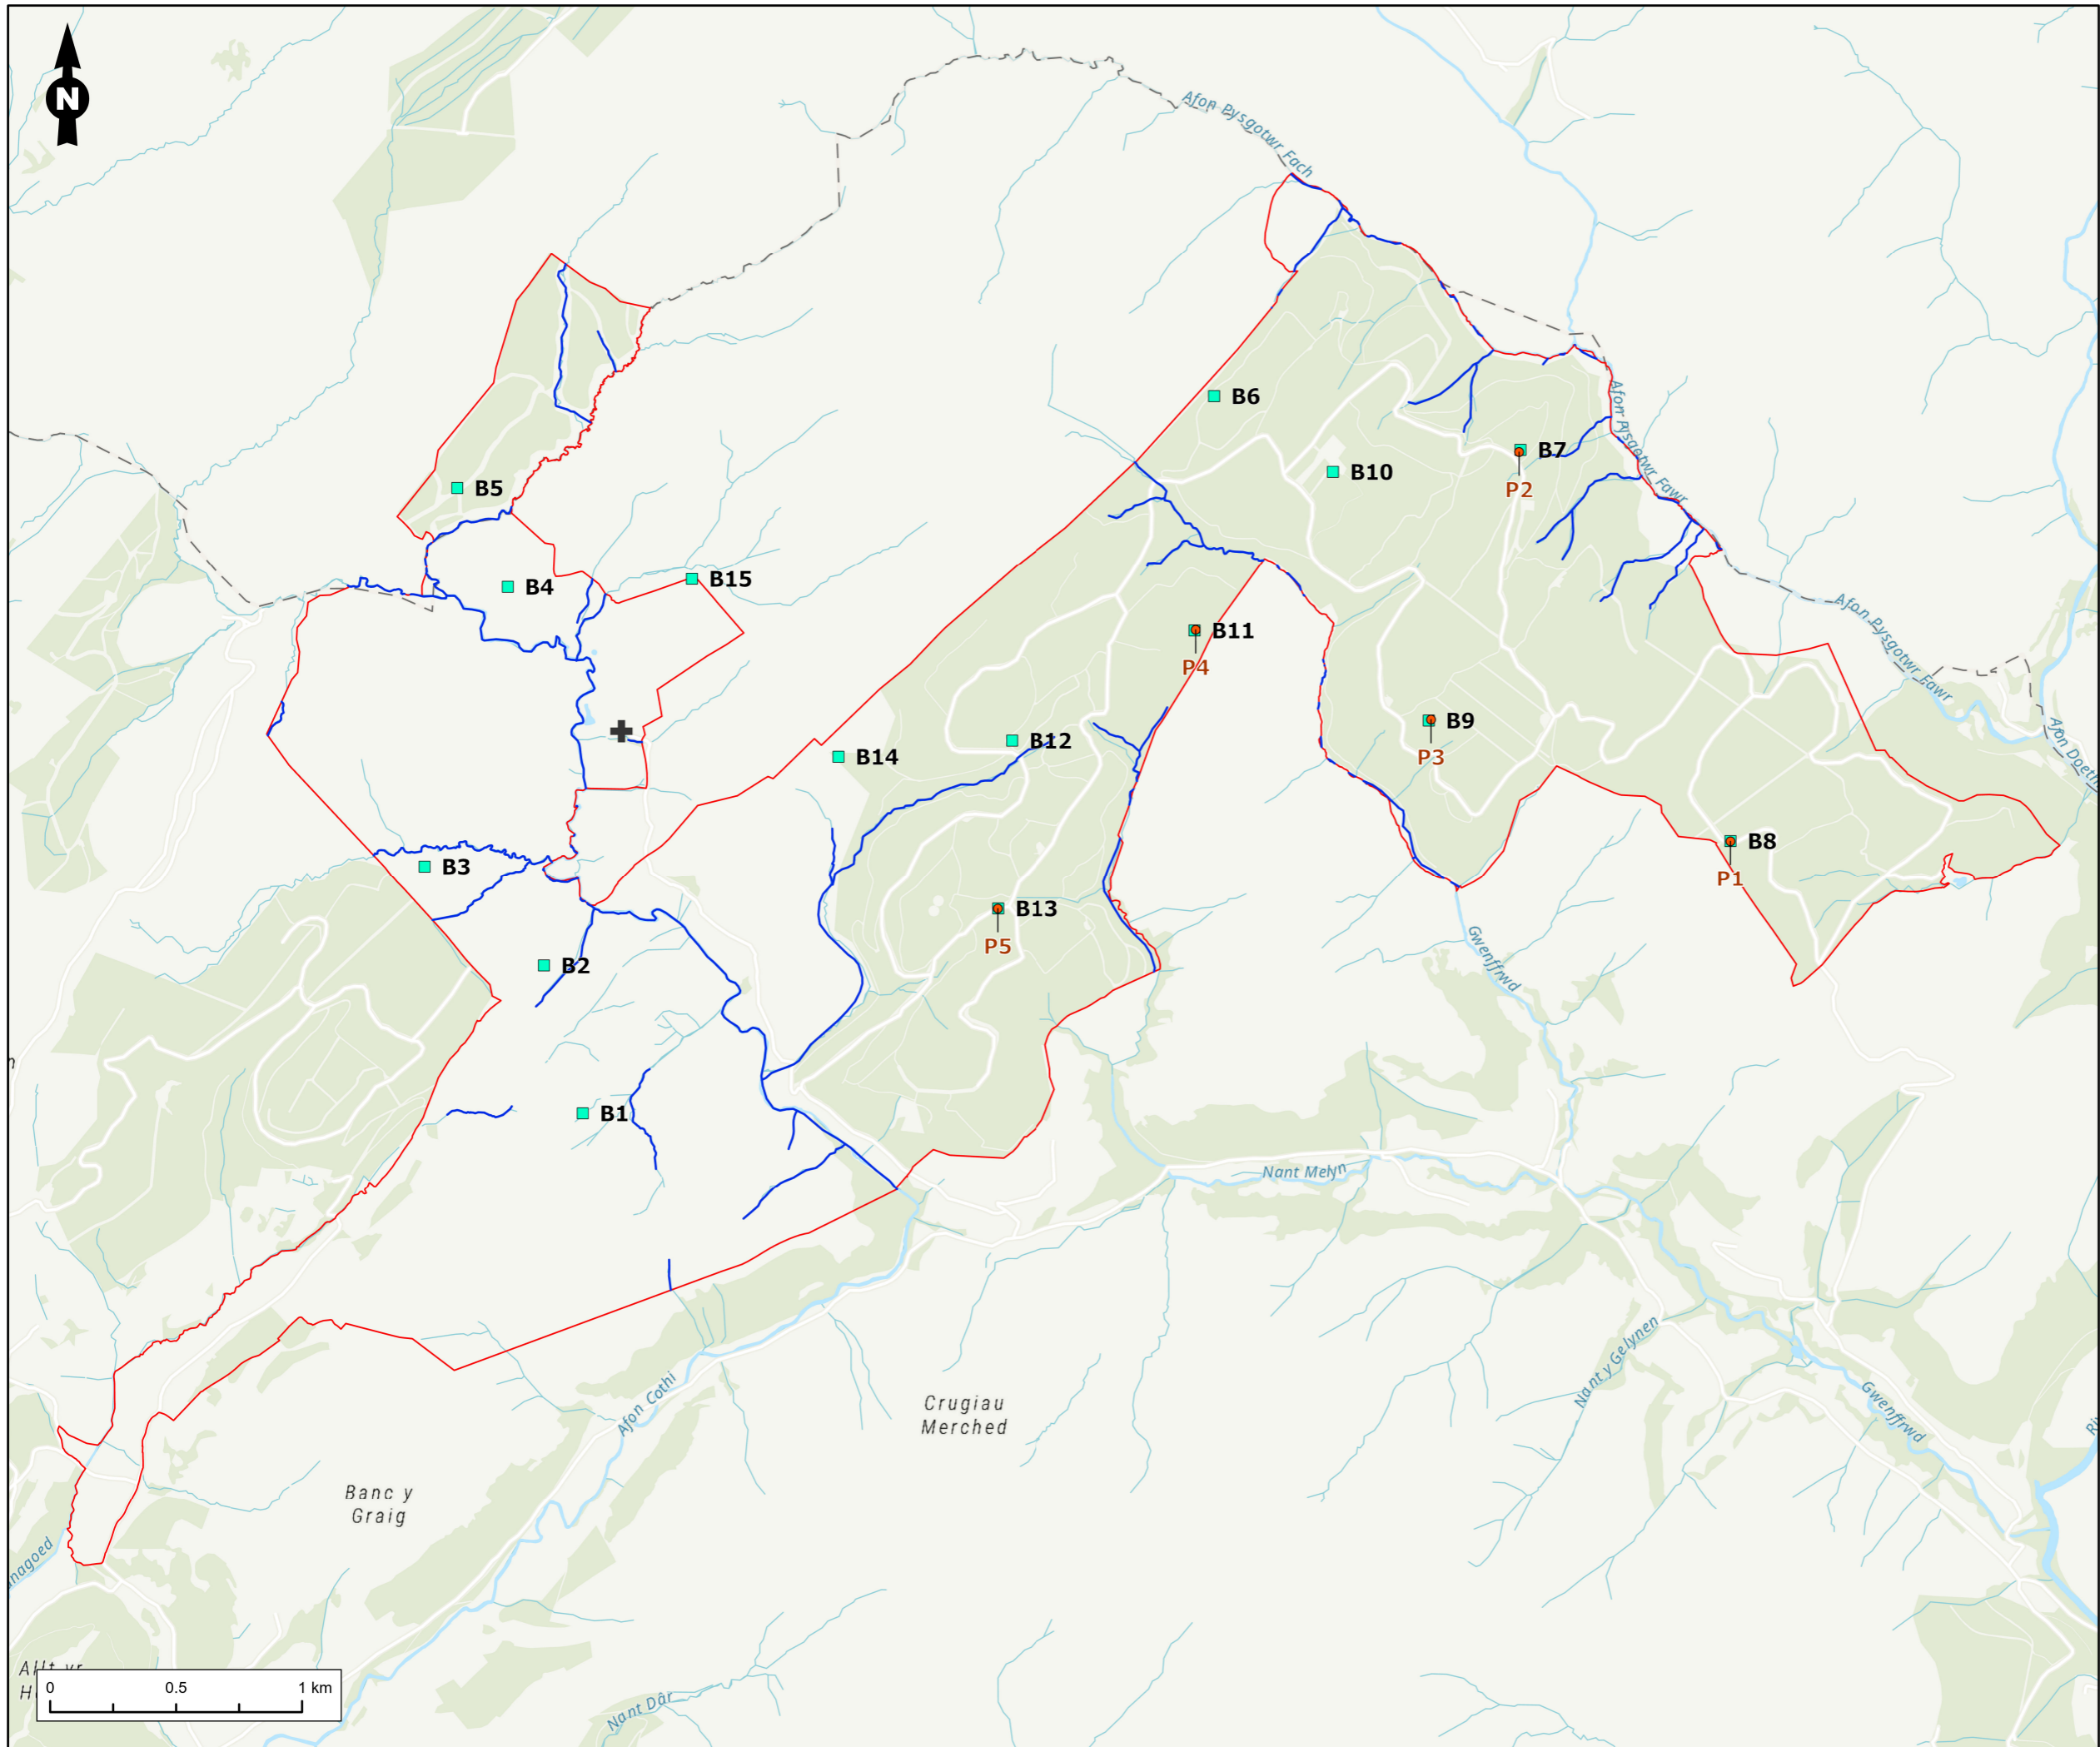 N
Afon Pysgotwr Fach
B6
Afon Pysgotwr Fawr
B7
B10
P2
B5
B15
B4
Afon Pysgotwr Fawr
B11
P4
B9
B12
B14
P3
B8
B3
P1
B13
P5
Gwenffrwd
B2
B1
Nant Melyn
Nant y Gelynen
Afon Cothi
Crugiau
Merched
Gwenffrwd
Banc y
Graig
Nant Dâr
0 0.5 1 km